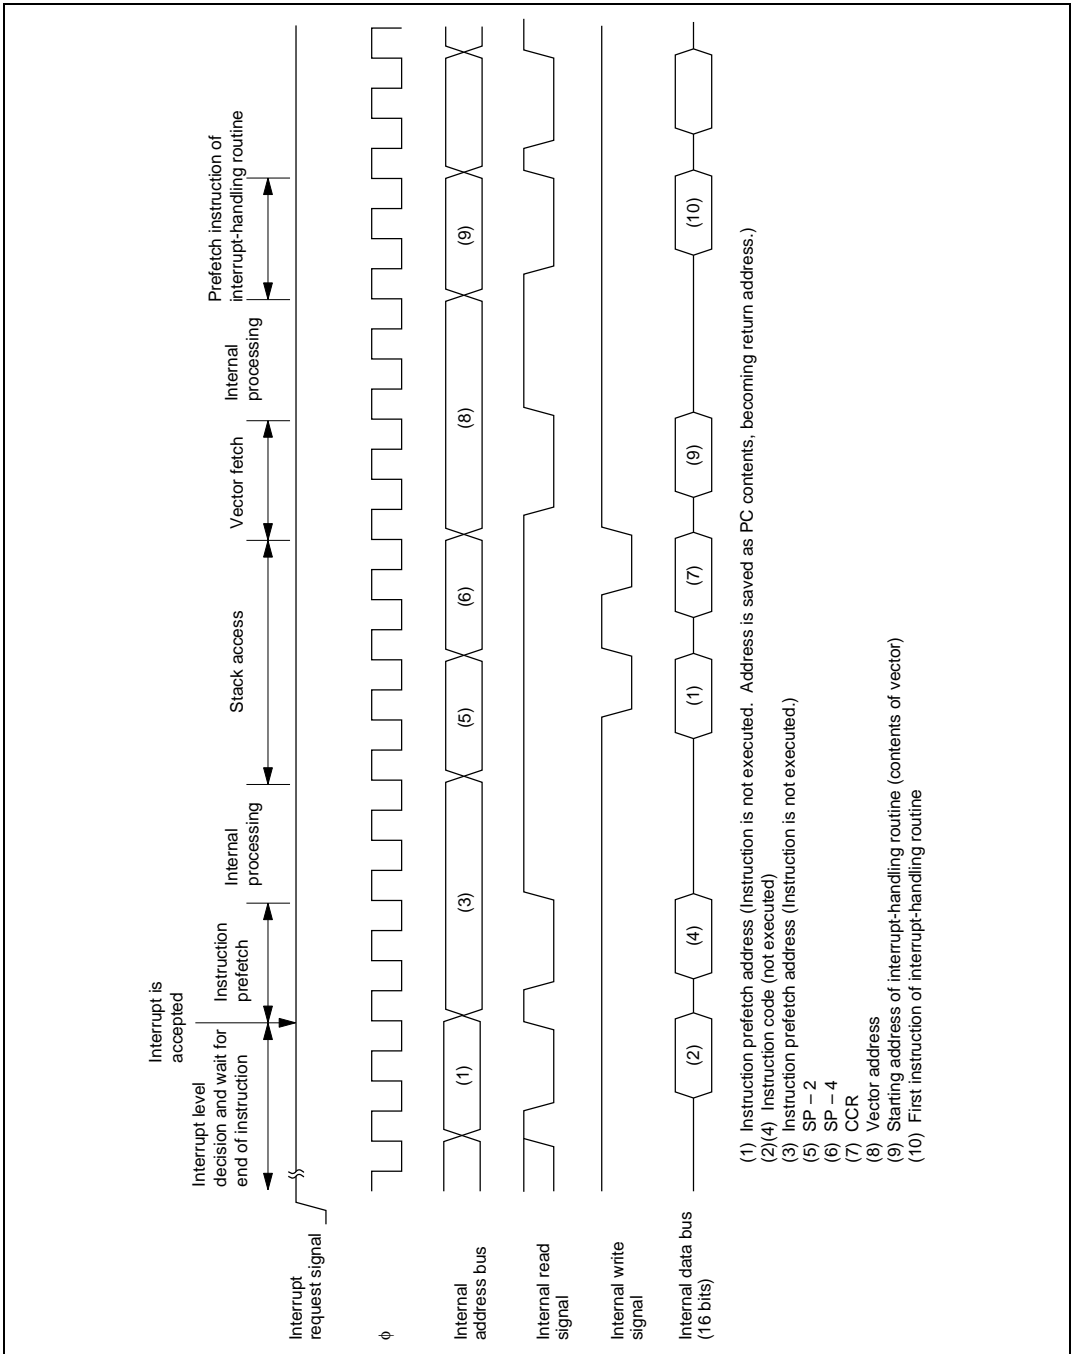 Interrupt is
accepted
Interrupt level
decision and wait for
end of instruction
Instruction
prefetch
Internal
processing
Stack access
Vector fetch
Internal
processing
Prefetch instruction of
interrupt-handling routine
Interrupt
request signal
φ
Internal
address bus
(1)
(3)
(5)
(6)
(8)
(9)
Internal read
signal
Internal write
signal
Internal data bus
(16 bits)
(2)
(4)
(1)
(7)
(9)
(10)
(1) Instruction prefetch address (Instruction is not executed. Address is saved as PC contents, becoming return address.)
(2)(4) Instruction code (not executed)
(3) Instruction prefetch address (Instruction is not executed.)
(5) SP – 2
(6) SP – 4
(7) CCR
(8) Vector address
(9) Starting address of interrupt-handling routine (contents of vector)
(10) First instruction of interrupt-handling routine